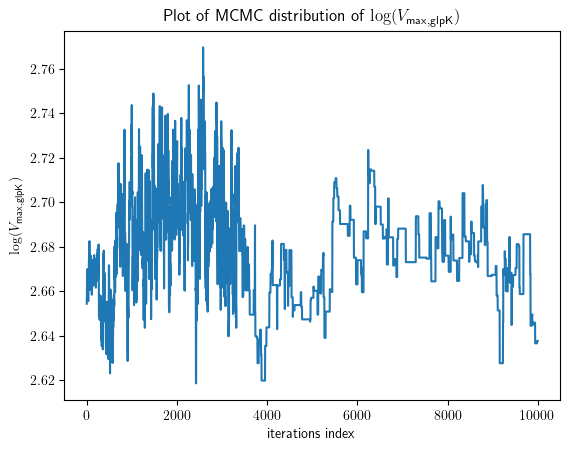 Plot of MCMC distribution of log(V_max,glpK)
log(V_max,glpK)
2.76
2.74
2.72
2.70
2.68
2.66
2.64
2.62
0 2000 4000 6000 8000 10000
iterations index